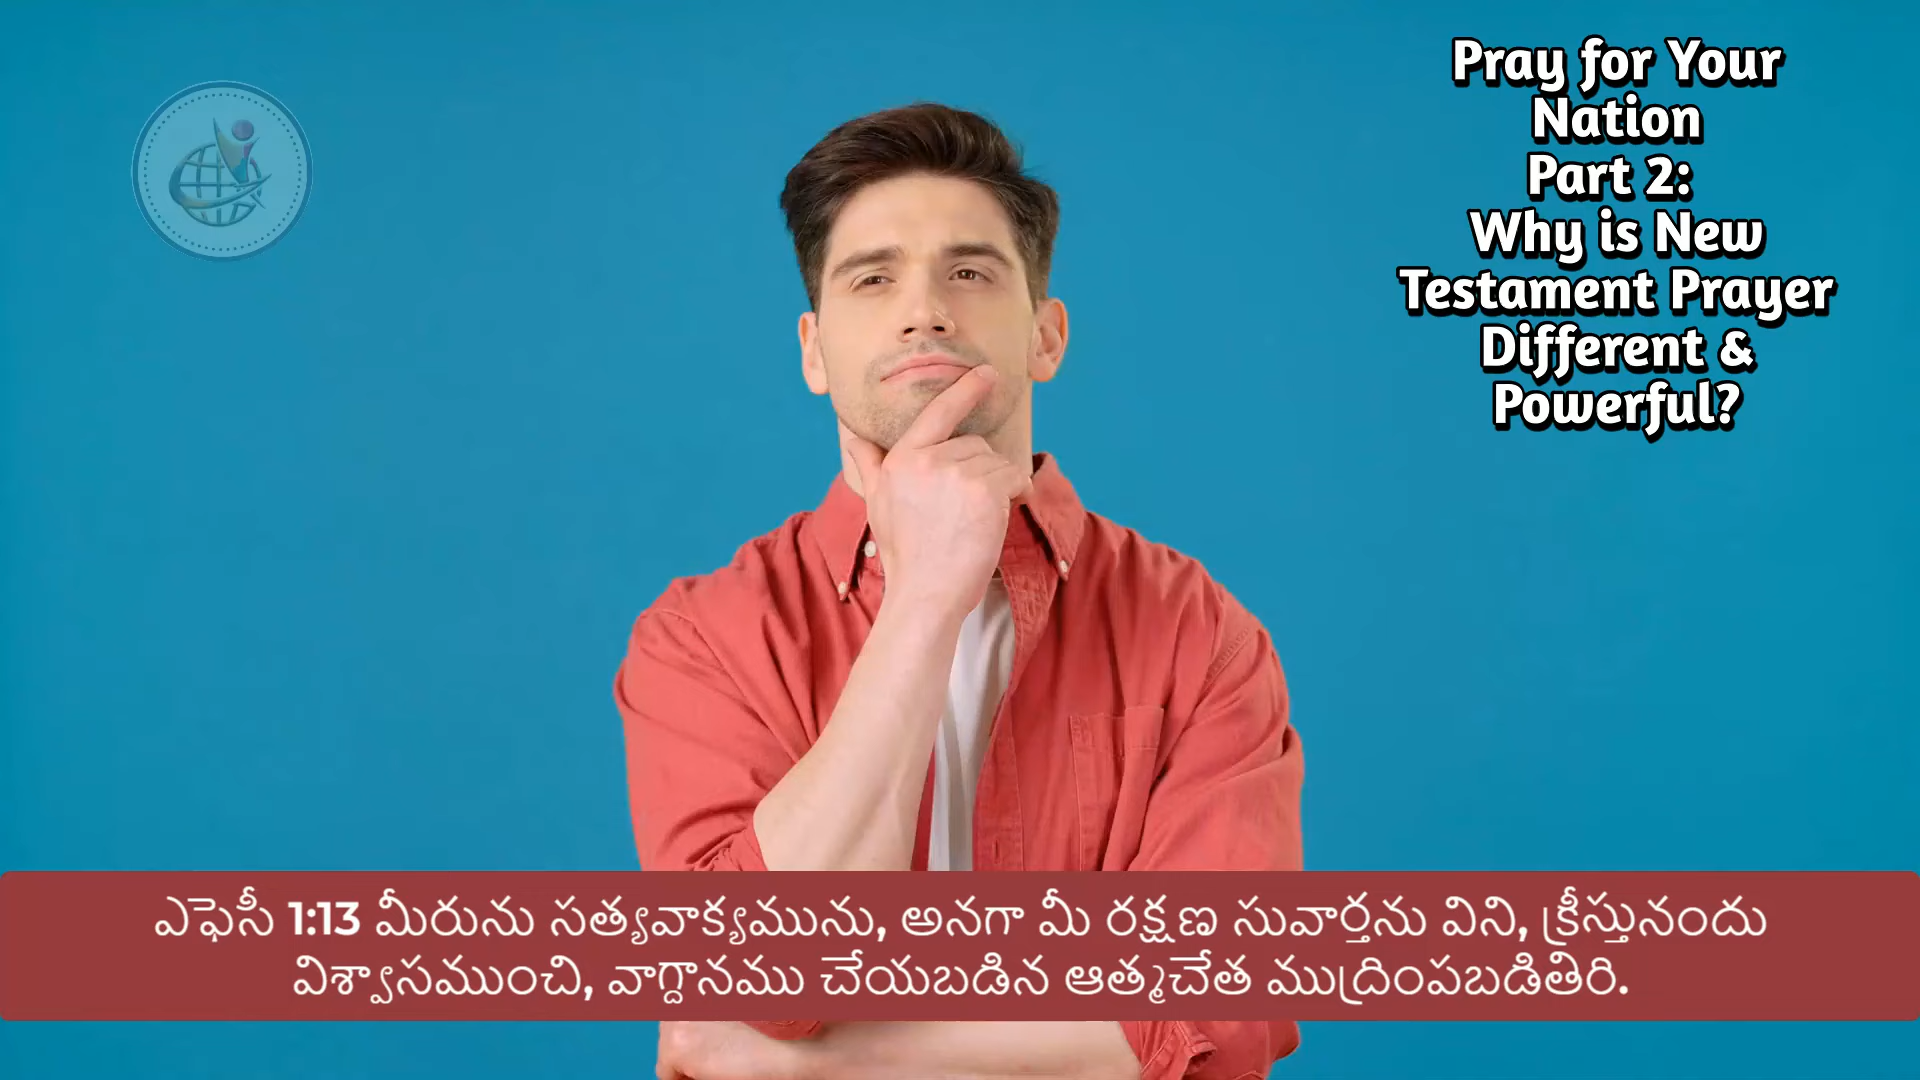 Pray for Your
Nation
Part 2:
Why is New
Testament Prayer
Different &
Powerful?
ఎఫెసీ 1:13 మీరును సత్యవాక్యమును, అనగా మీ రక్షణ సువార్తను విని, క్రీస్తునందు
విశ్వాసముంచి, వాగ్దానము చేయబడిన ఆత్మచేత ముద్రింపబడితిరి.